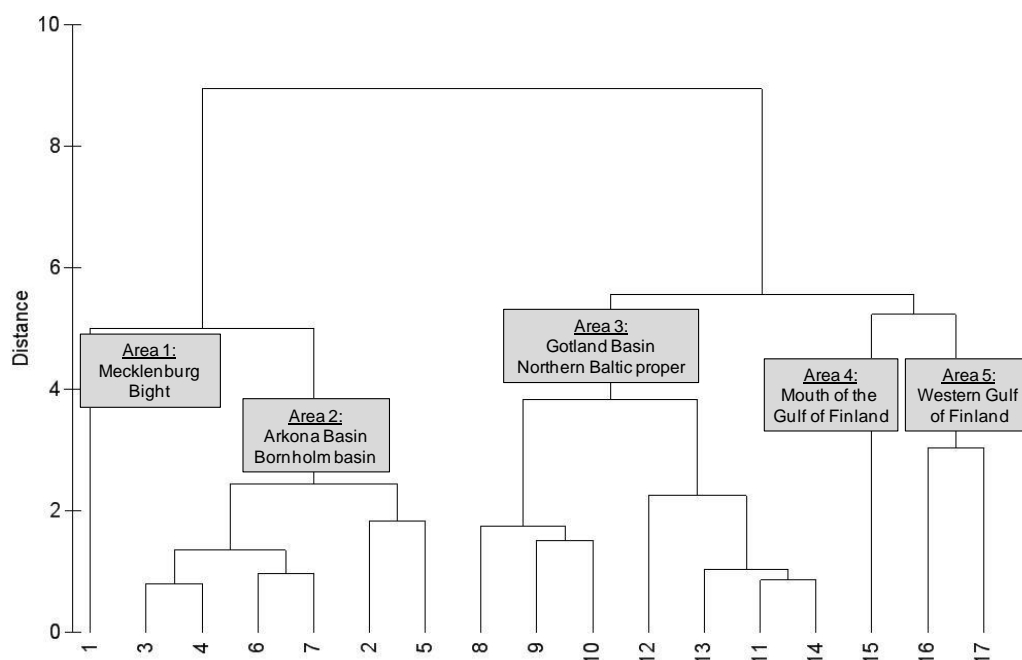 10
8
6
4
2
0
Distance
Area 1:
Mecklenburg
Bight
Area 2:
Arkona Basin
Bornholm basin
Area 3:
Gotland Basin
Northern Baltic proper
Area 4:
Mouth of the
Gulf of Finland
Area 5:
Western Gulf
of Finland
1 3 4 6 7 2 5 8 9 10 12 13 11 14 15 16 17